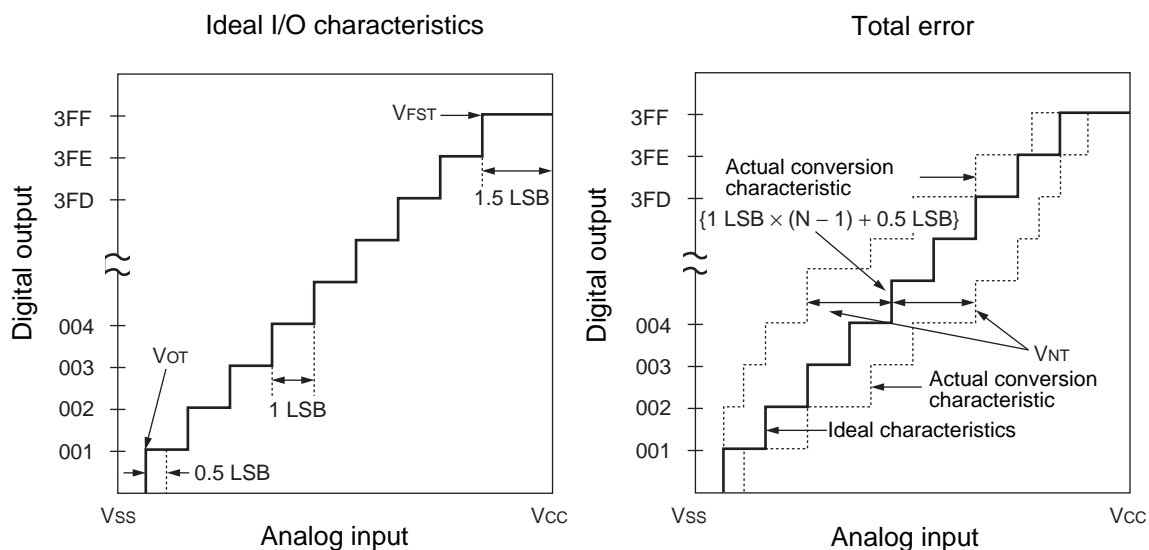 Ideal I/O characteristics
3FF
3FE
3FD
004
003
002
001
Digital output
VFST
1.5 LSB
VOT
1 LSB
0.5 LSB
VSS
VCC
Analog input
Total error
3FF
3FE
3FD
004
003
002
001
Digital output
Actual conversion
characteristic
{1 LSB × (N – 1) + 0.5 LSB}
VNT
Actual conversion
characteristic
Ideal characteristics
VSS
VCC
Analog input